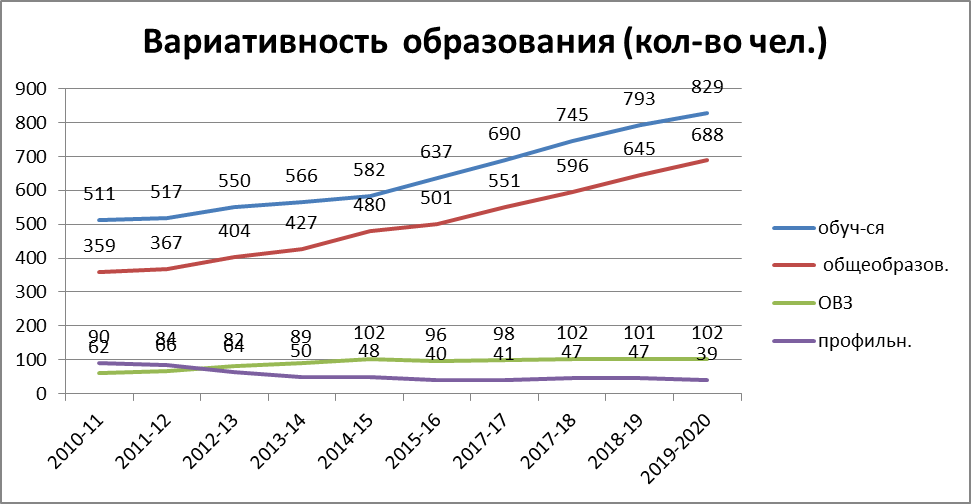 Вариативность образования (кол-во чел.)
900
800
700
600
500
400
300
200
100
0
511 517 550 566 582 637 690 745 793 829
359 367 404 427 480 501 551 596 645 688
90 84 82 89 102 96 98 102 101 102
62 66 64 50 48 40 41 47 47 39
2010-11 2011-12 2012-13 2013-14 2014-15 2015-16 2017-17 2017-18 2018-19 2019-2020
обуч-ся
общеобразов.
ОВЗ
профильн.